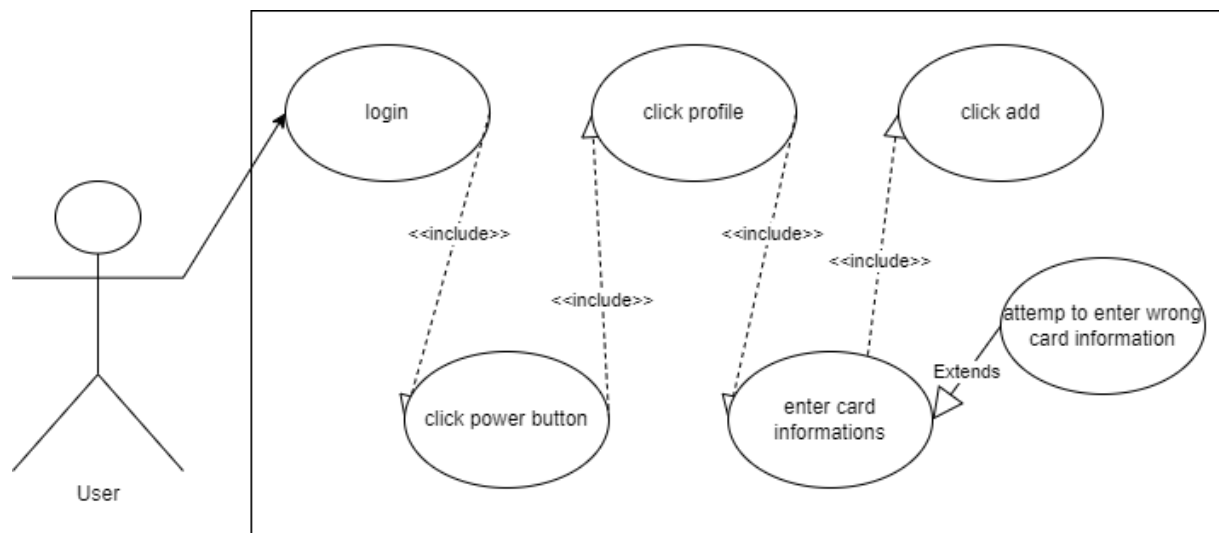 login
click profile
click add
<<include>>
<<include>>
<<include>>
<<include>>
attemp to enter wrong
card information
Extends
click power button
enter card
informations
User